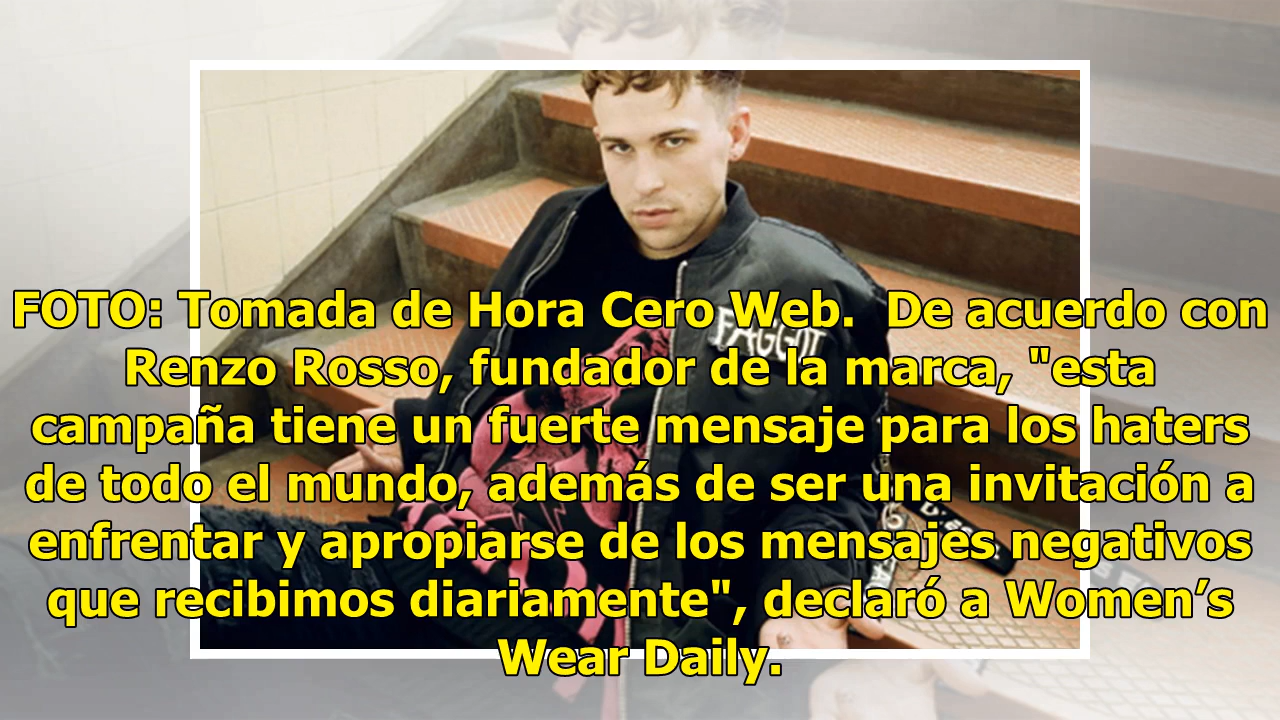 FOTO: Tomada de Hora Cero Web.  De acuerdo con
Renzo Rosso, fundador de la marca, "esta
campaña tiene un fuerte mensaje para los haters
de todo el mundo, además de ser una invitación a
enfrentar y apropiarse de los mensajes negativos
que recibimos diariamente", declaró a Women’s
Wear Daily.
FAGGOT